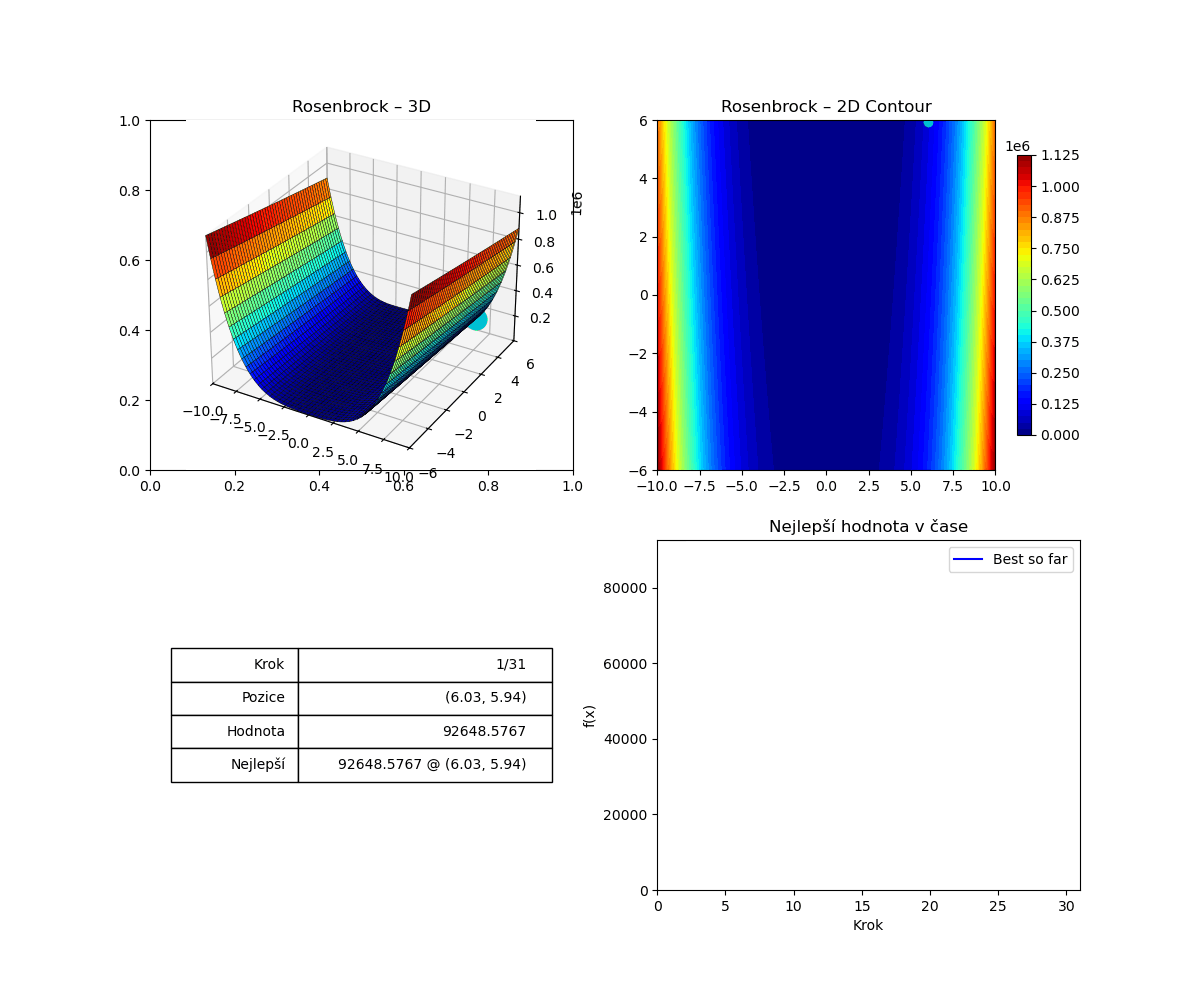 Rosenbrock – 3D
1.0
0.8
0.6
0.4
0.2
0.0
0.0 0.2 0.4 0.6 0.8 1.0
1e6
1.0
0.8
0.6
0.4
0.2
−10.0 −7.5 −5.0 −2.5 0.0 2.5 5.0 7.5 10.0
−6 −4 −2 0 2 4 6
Rosenbrock – 2D Contour
6
4
2
0
−2
−4
−6
−10.0 −7.5 −5.0 −2.5 0.0 2.5 5.0 7.5 10.0
1e6
1.125
1.000
0.875
0.750
0.625
0.500
0.375
0.250
0.125
0.000
Krok 1/31
Pozice (6.03, 5.94)
Hodnota 92648.5767
Nejlepší 92648.5767 @ (6.03, 5.94)
Nejlepší hodnota v čase
Best so far
f(x)
80000
60000
40000
20000
0
0 5 10 15 20 25 30
Krok